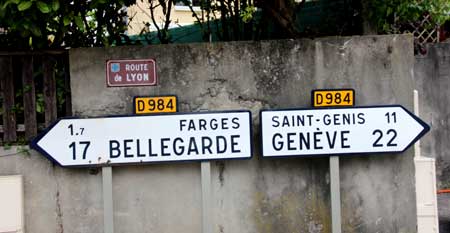 ROUTE
de LYON
D984
1.7 FARGES
17 BELLEGARDE
D984
SAINT-GENIS 11
GENÈVE 22